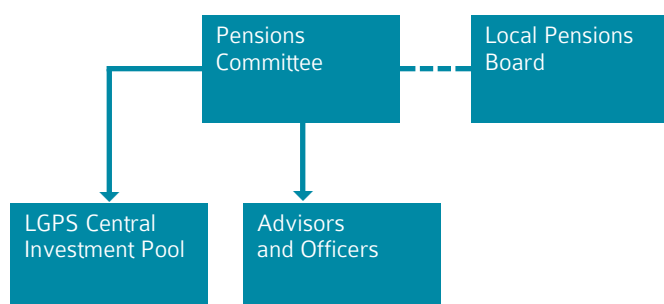 Pensions
Committee
Local Pensions
Board
LGPS Central
Investment Pool
Advisors
and Officers